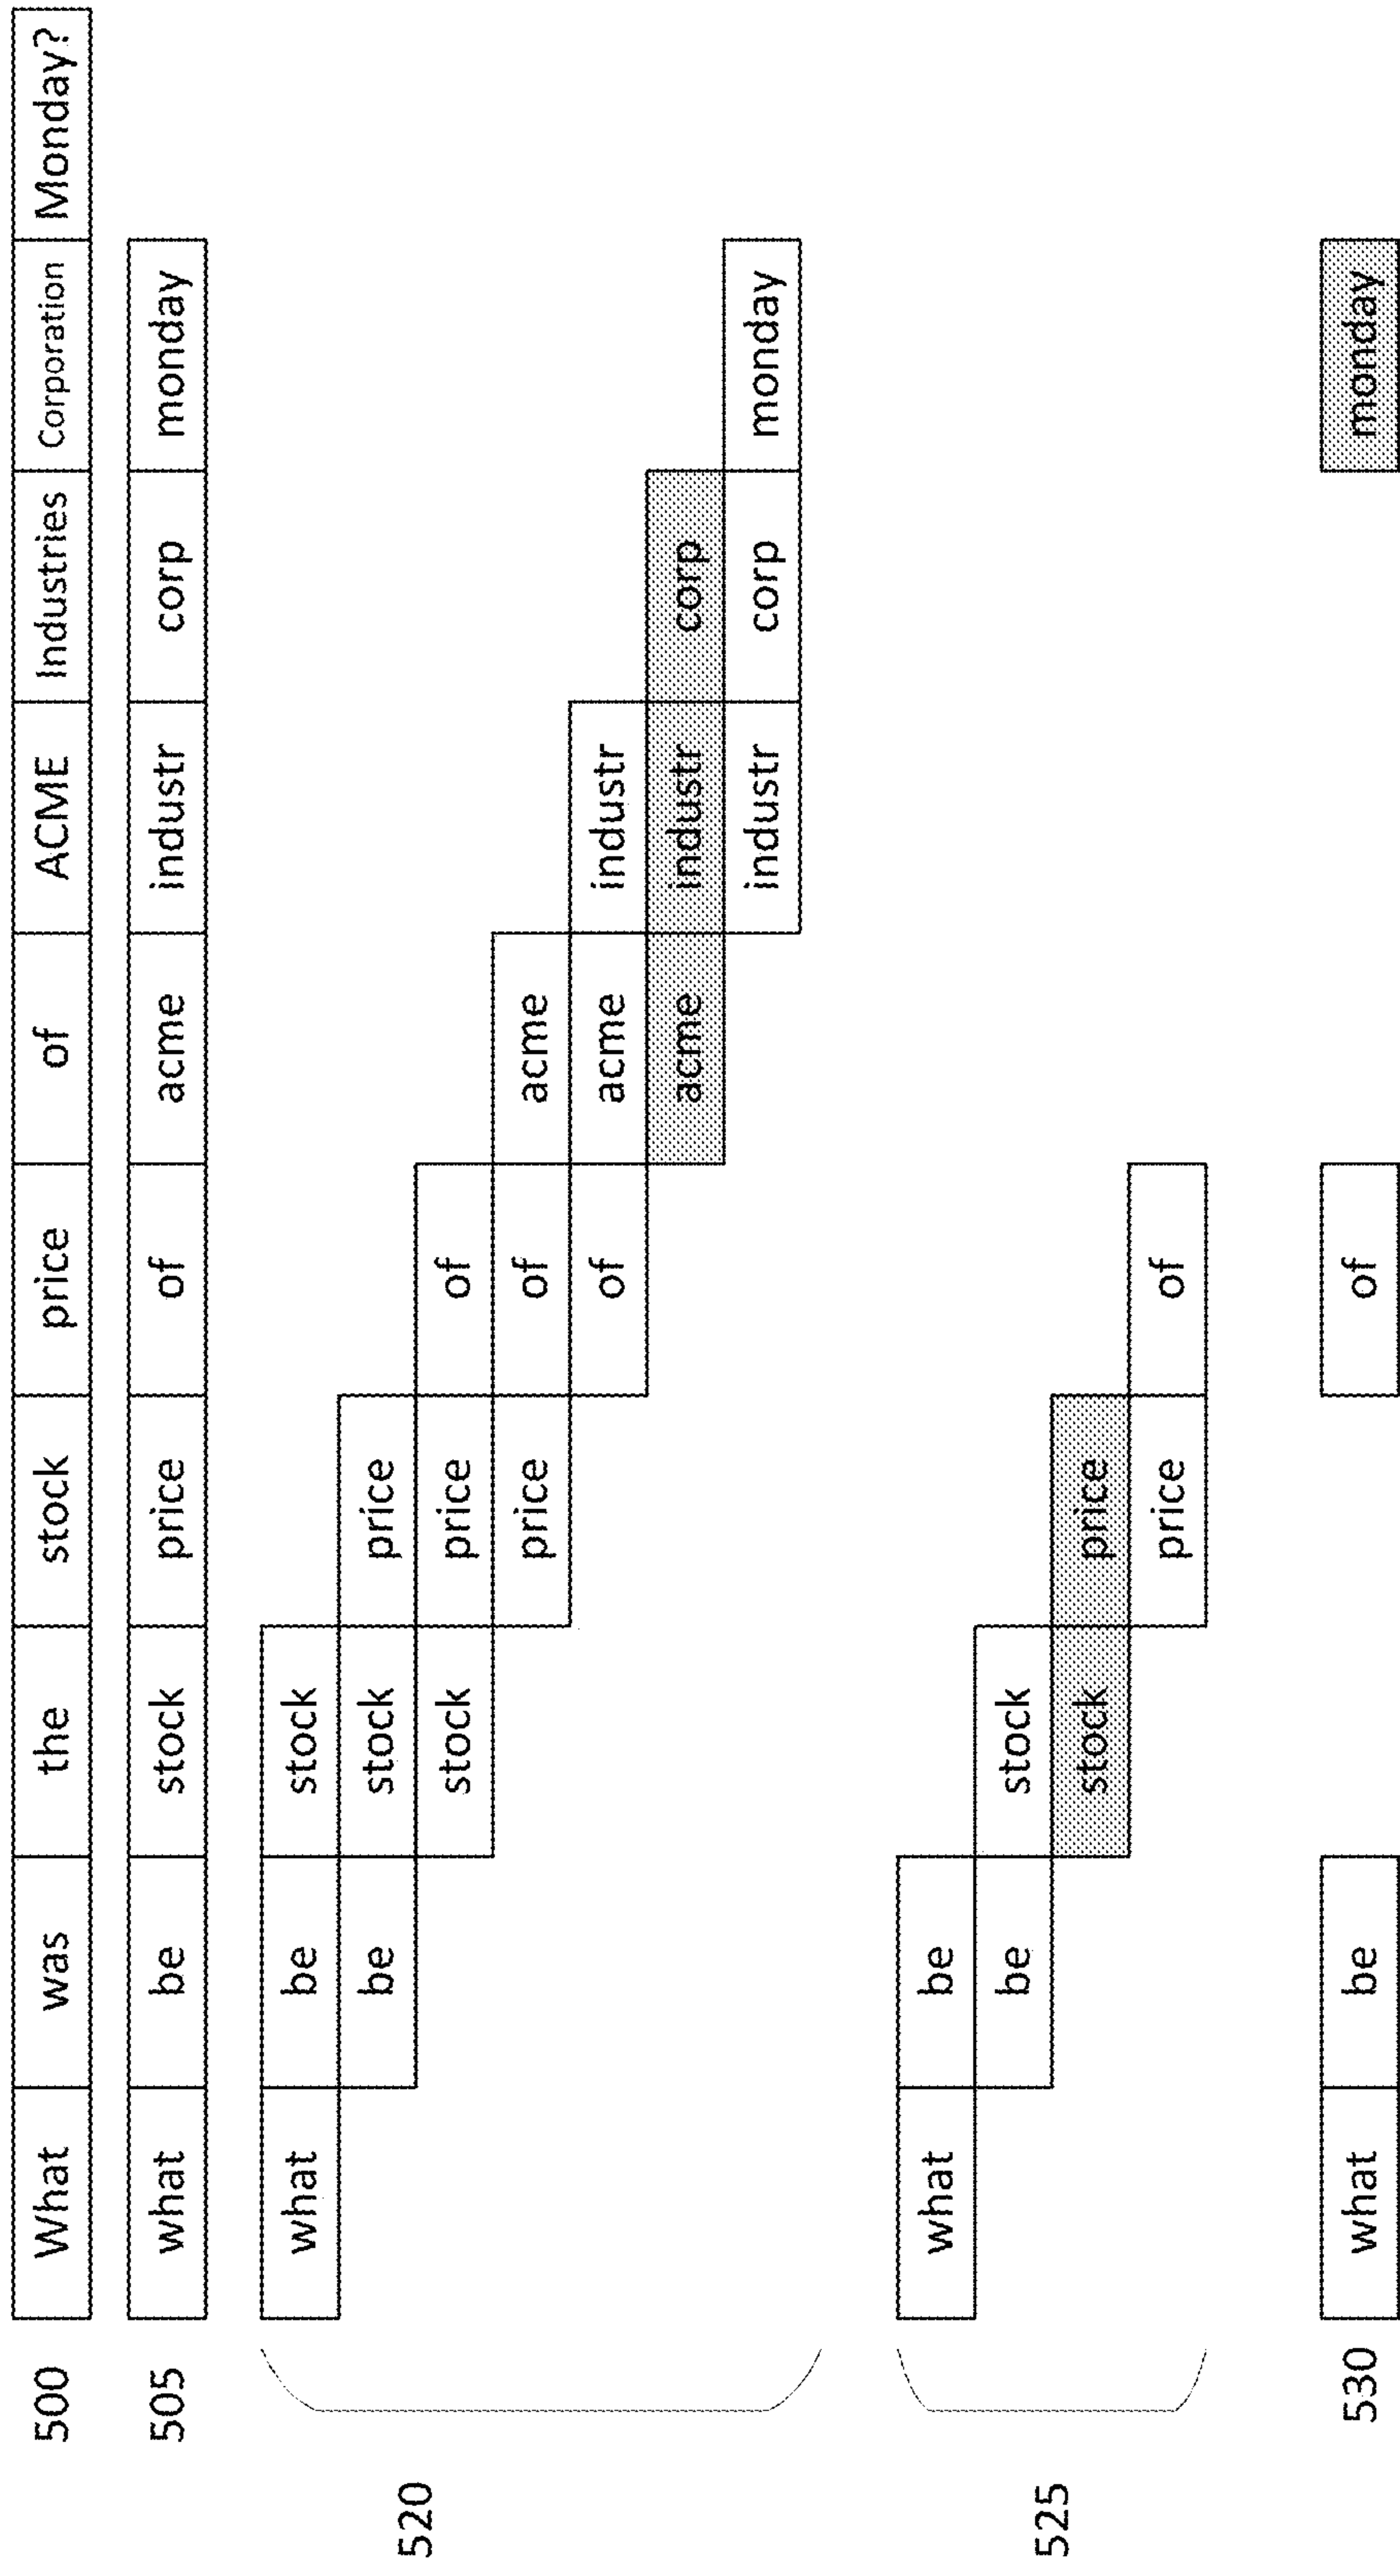 500 What was the stock price of ACME Industries Corporation Monday?
505 what be stock price of acme industr corp monday
520
what be stock
be stock price
stock price of
price of acme
of acme industr
acme industr corp
industr corp monday
525
what be
be stock
stock price
price of
530 what be of monday